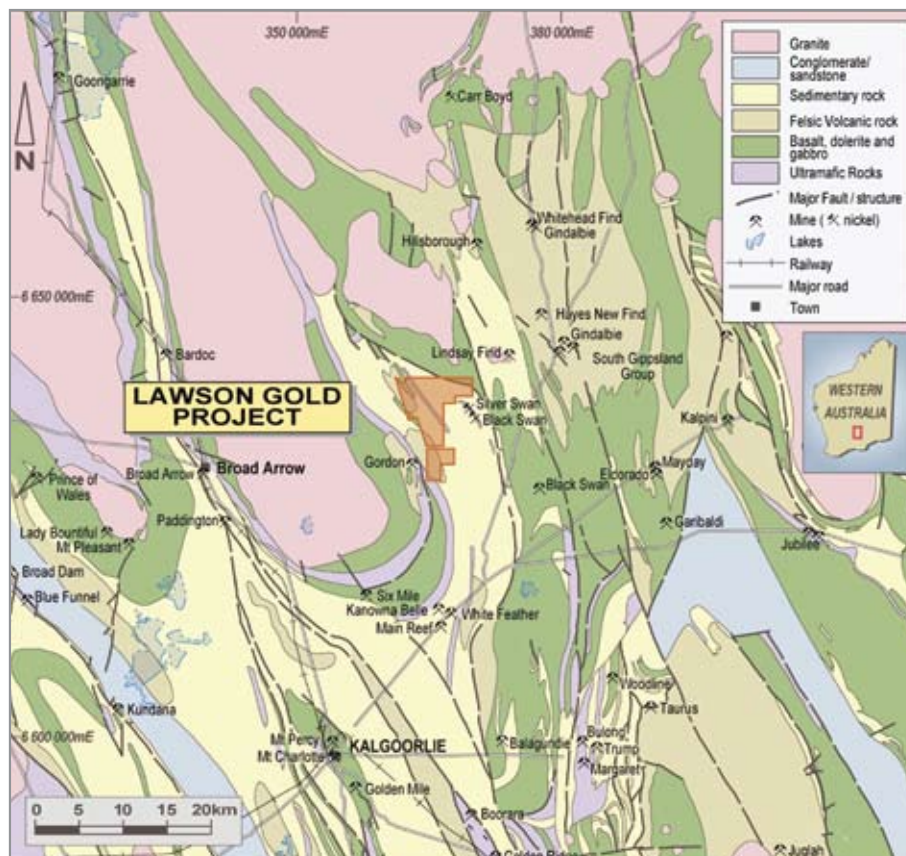 350 000mE
380 000mE
Granite
Conglomerate/
sandstone
Sedimentary rock
Felsic Volcanic rock
Basalt, dolerite and
gabbro
Ultramafic Rocks
Major Fault / structure
Mine ( nickel)
Lakes
Railway
Major road
Town
Goongarrie
Carr Boyd
N
Whitehead Find
Gindalbie
Hillsborough
6 650 000mE
Hayes New Find
Gindalbie
Bardoc
Lindsay Find
South Gippsland
Group
WESTERN
AUSTRALIA
LAWSON GOLD
PROJECT
Silver Swan
Black Swan
Kalpini
Gordon
Broad Arrow
Broad Arrow
Eldorado
Mayday
Prince of
Wales
Black Swan
Paddington
Garibaldi
Lady Bountiful
Mt Pleasant
Jubilee
Broad Dam
Blue Funnel
Six Mile
Kanowna Belle
White Feather
Main Reef
Woodline
Taurus
Kundana
6 600 000mE
Mt Percy
KALGOORLIE
Mt Charlotte
Balagundie
Bulong
Trump
Margaret
Golden Mile
0 5 10 15 20km
Boorara
Juglah